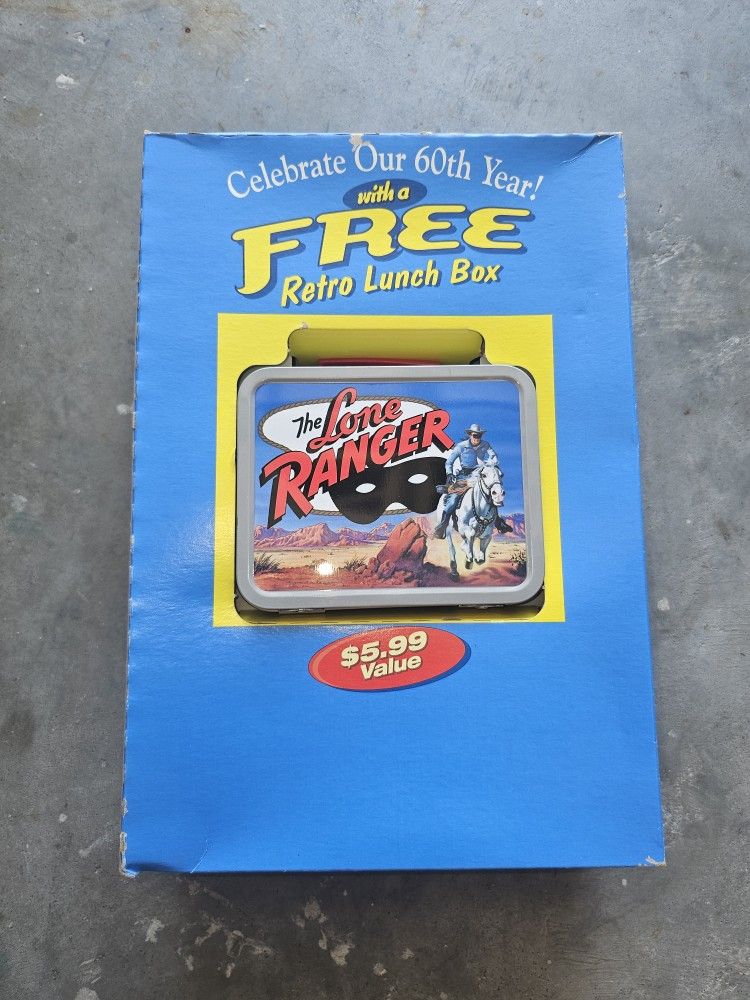 Celebrate Our 60th Year!
with a
FREE
Retro Lunch Box
The Lone
RANGER
$5.99
Value